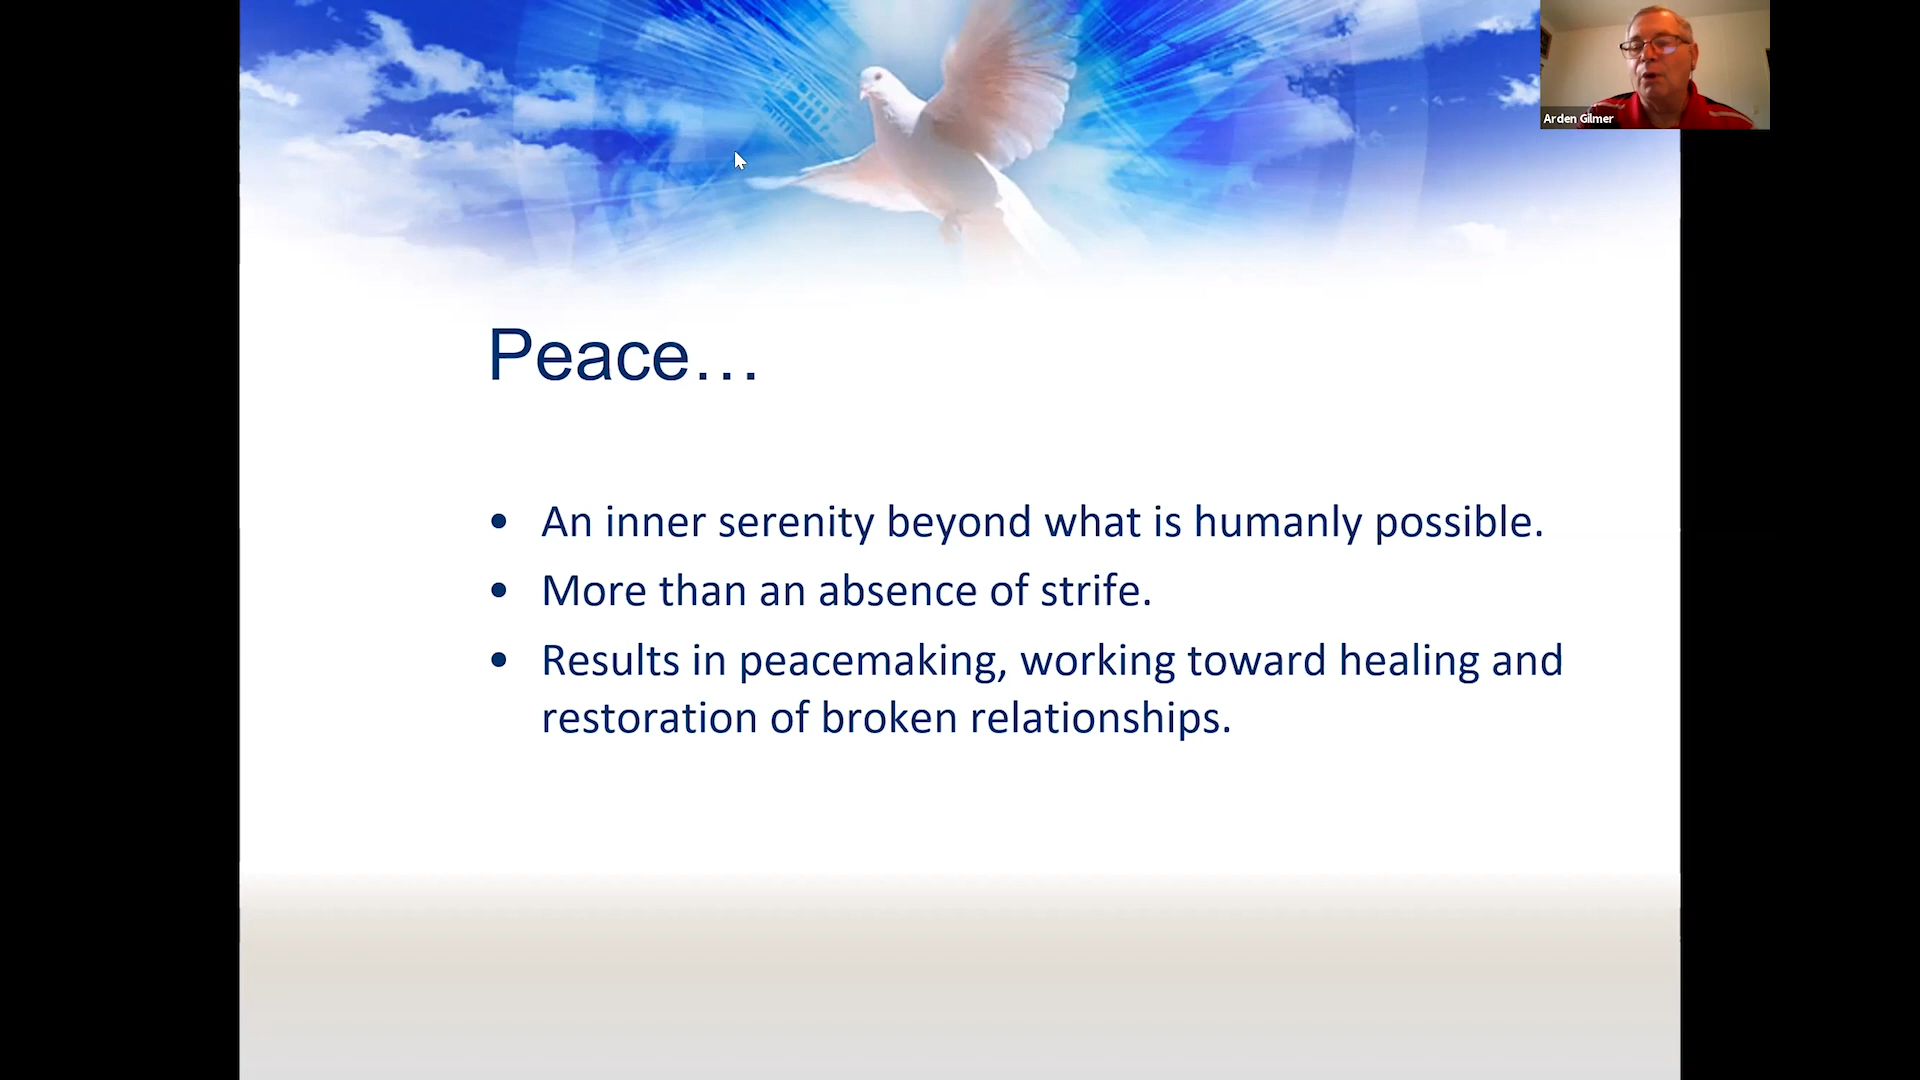 Arden Gilmer
Peace…
• An inner serenity beyond what is humanly possible.
• More than an absence of strife.
• Results in peacemaking, working toward healing and
restoration of broken relationships.